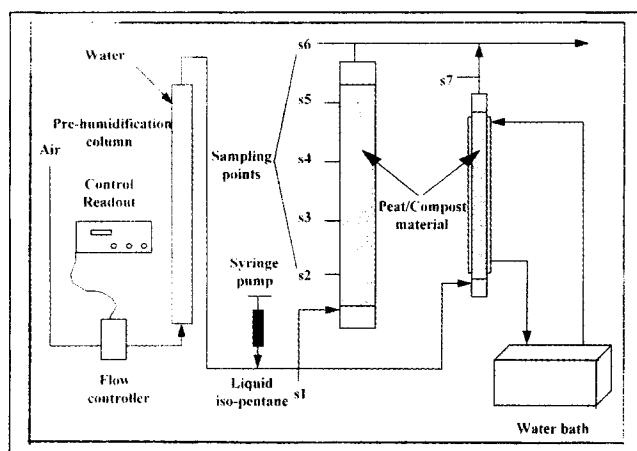 s6
Water
s7
s5
Pre-humidification
column
Air
Sampling
points
s4
Control
Readout
Peat/Compost
material
s3
Syringe
pump
s2
Flow
controller
Liquid
iso-pentane
s1
Water bath